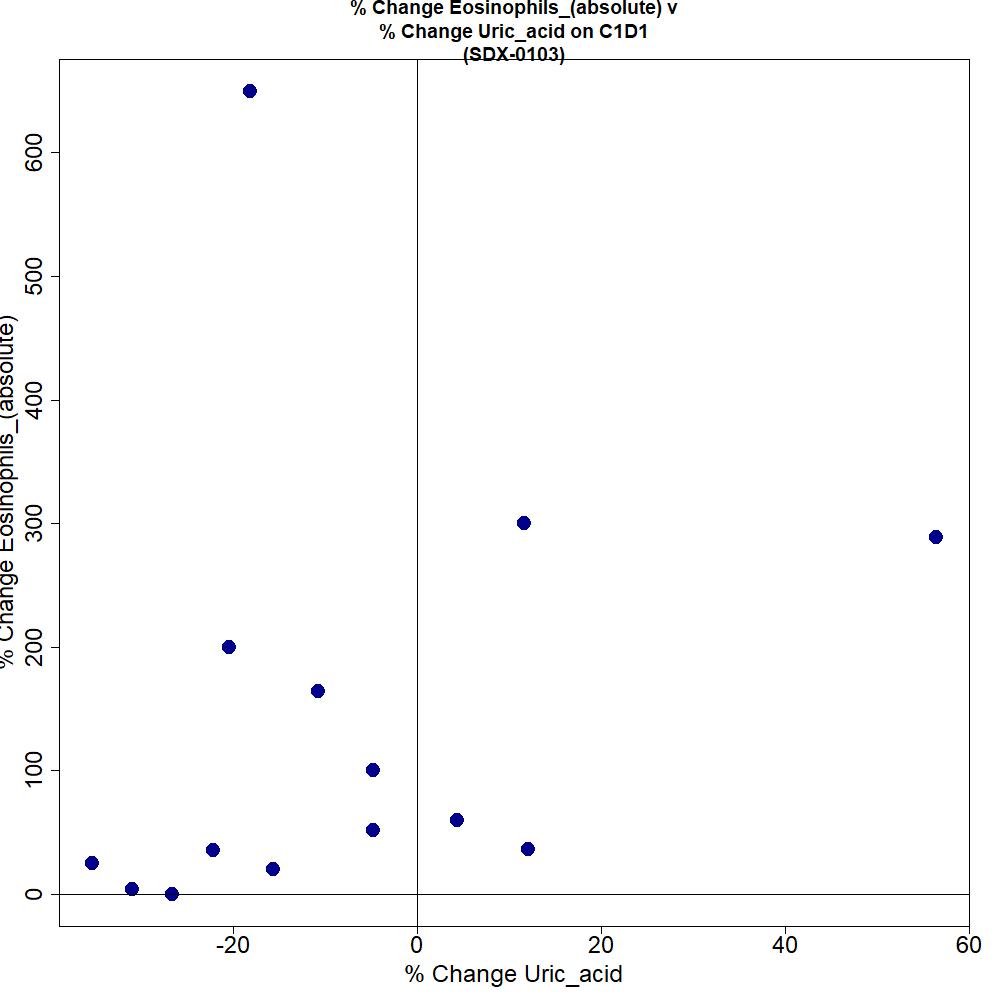 % Change Eosinophils_(absolute) v
% Change Uric_acid on C1D1
(SDX-0103)
% Change Eosinophils_(absolute)
600
500
400
300
200
100
0
-20
0
20
40
60
% Change Uric_acid